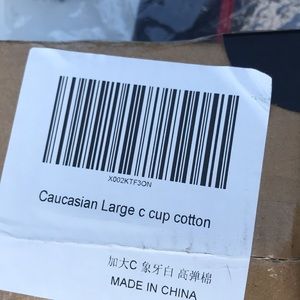 X002KTF3ON
Caucasian Large c cup cotton
加大C 象牙白 高弹棉
MADE IN CHINA